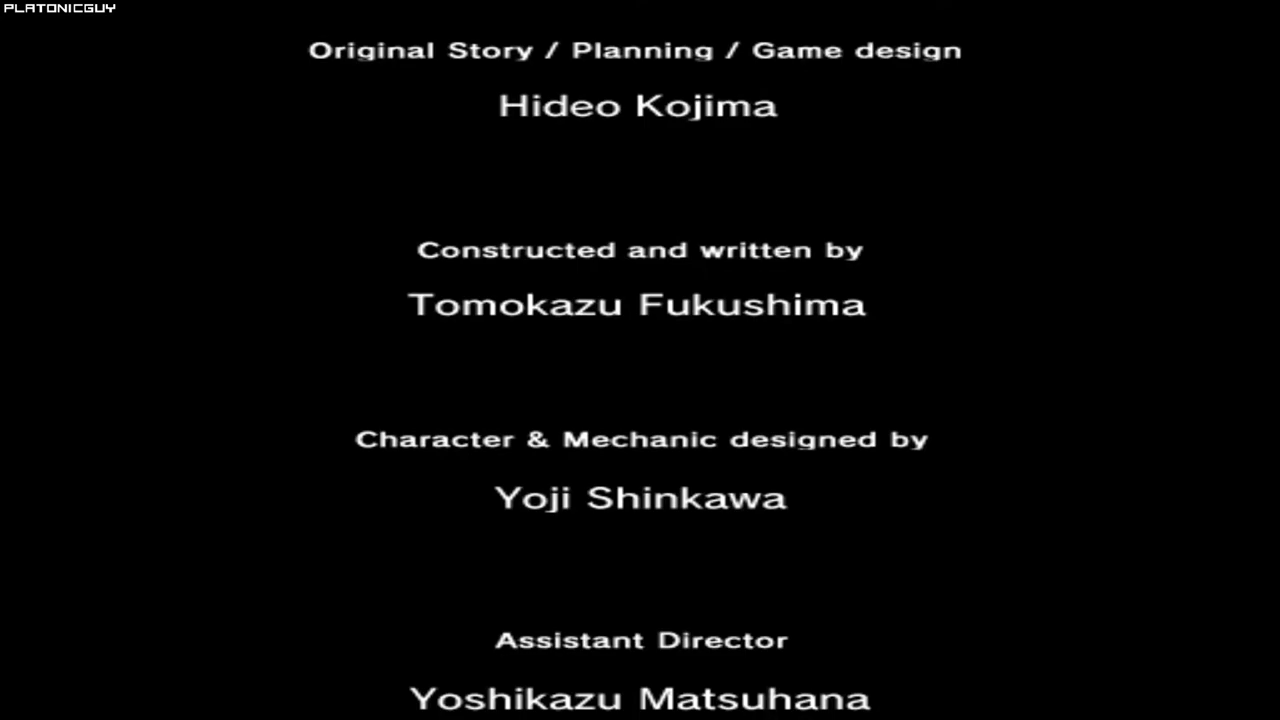 PLATONICGUY
Original Story / Planning / Game design
Hideo Kojima
Constructed and written by
Tomokazu Fukushima
Character & Mechanic designed by
Yoji Shinkawa
Assistant Director
Yoshikazu Matsuhana